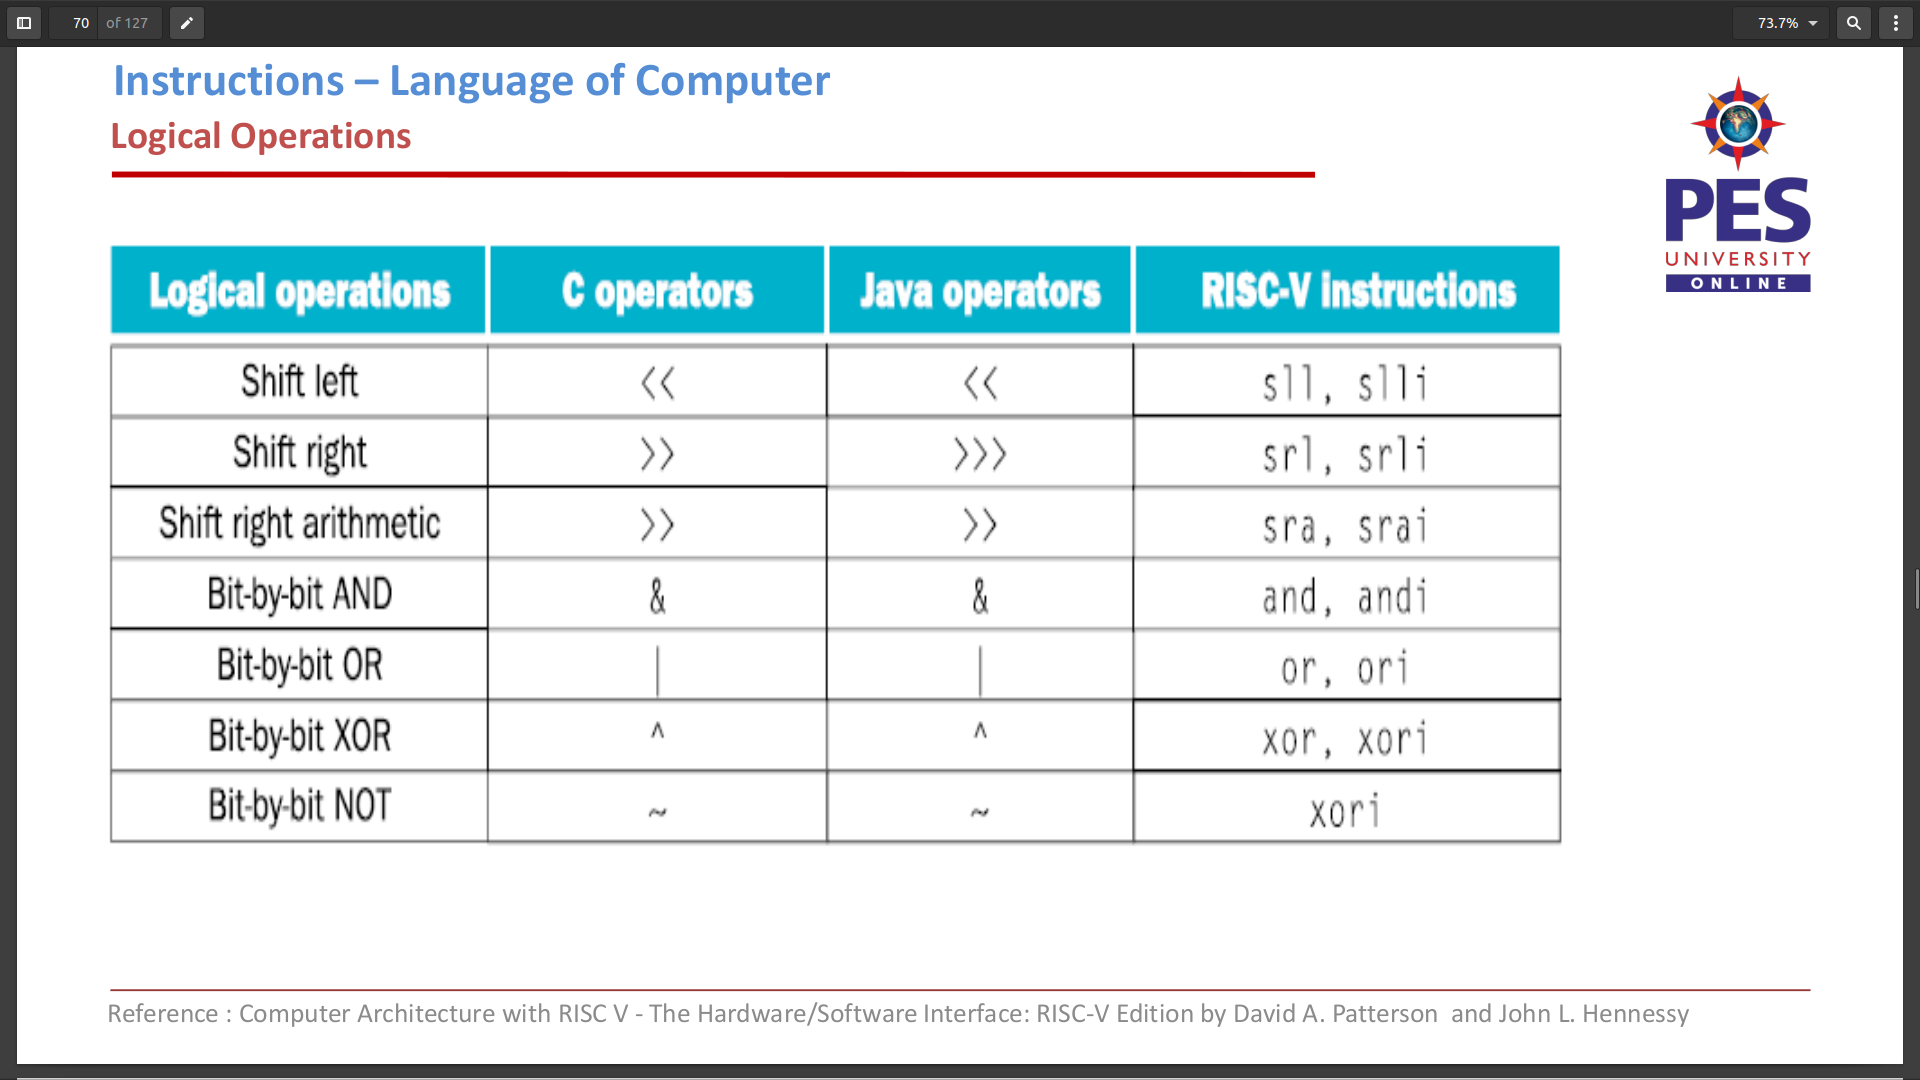 70 of 127
73.7%
Instructions – Language of Computer
Logical Operations
PES
UNIVERSITY
ONLINE
Logical operations C operators Java operators RISC-V instructions
Shift left << << sll, slli
Shift right >> >>> srl, srli
Shift right arithmetic >> >> sra, srai
Bit-by-bit AND & & and, andi
Bit-by-bit OR | | or, ori
Bit-by-bit XOR ^ ^ xor, xori
Bit-by-bit NOT ~ ~ xori
Reference : Computer Architecture with RISC V - The Hardware/Software Interface: RISC-V Edition by David A. Patterson and John L. Hennessy